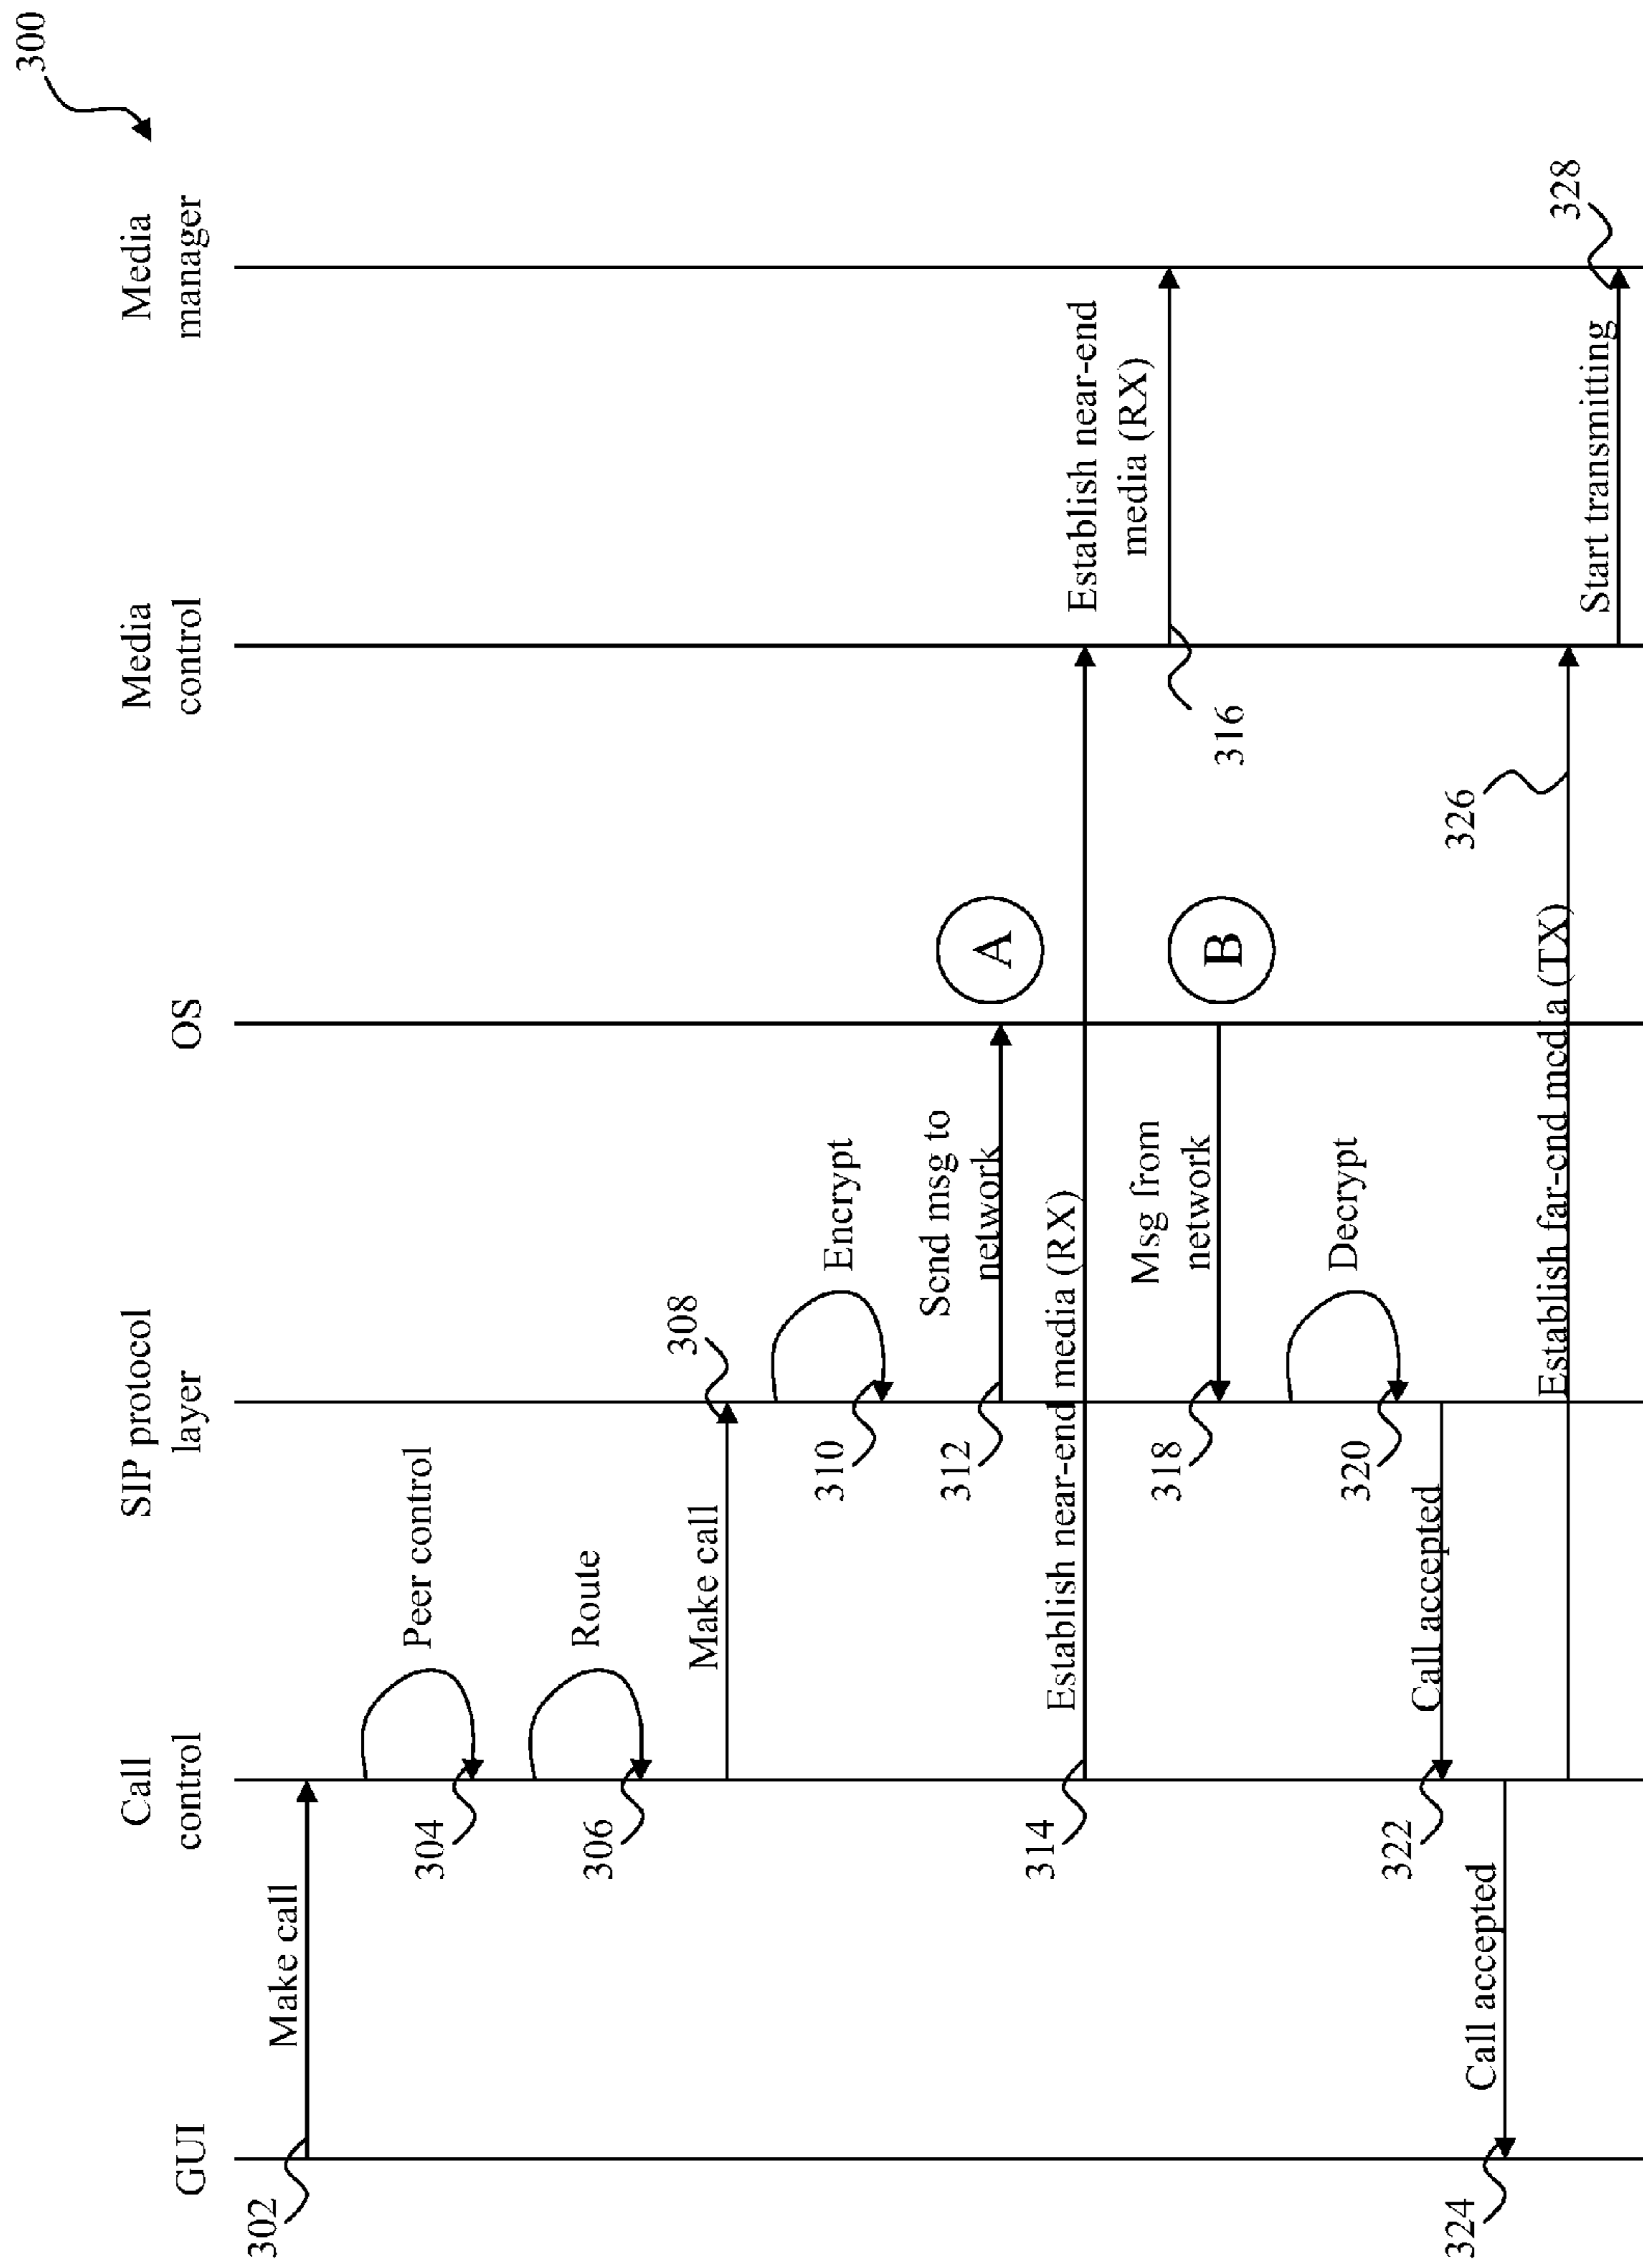 300
GUI
Call
control
SIP protocol
layer
OS
Media
control
Media
manager
302
Make call
304
Peer control
306
Route
308
Make call
310
Encrypt
312
Send msg to
network
A
314
Establish near-end media (RX)
Establish near-end
media (RX)
316
318
Msg from
network
B
320
Decrypt
322
Call accepted
324
Call accepted
326
Establish far-end media (TX)
328
Start transmitting